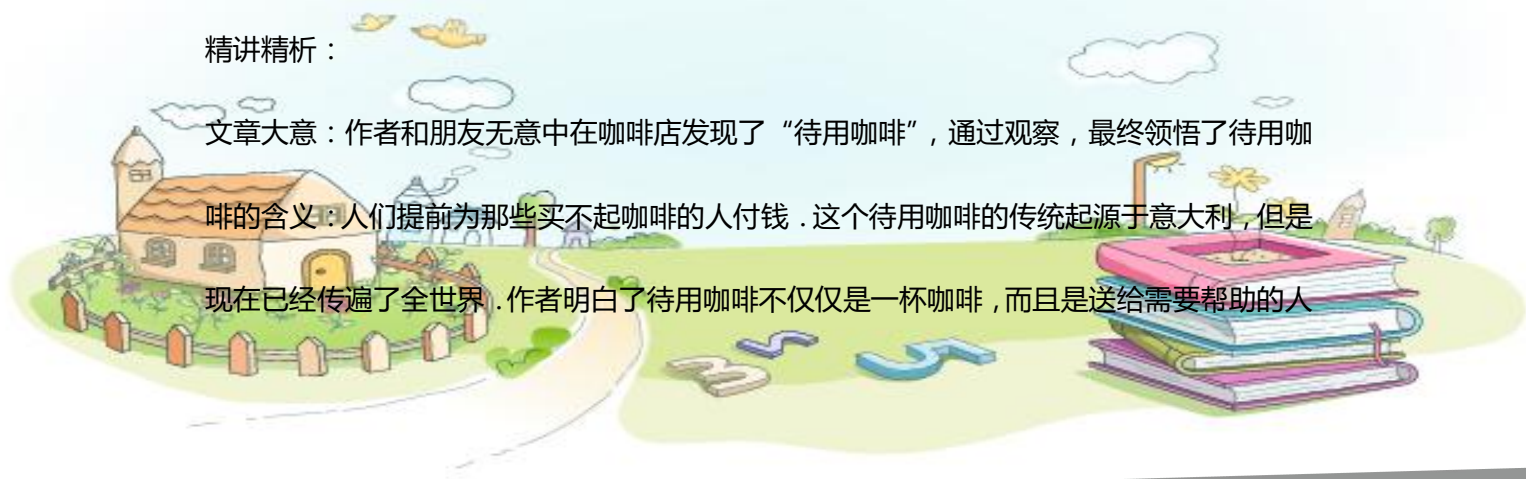 精讲精析：
文章大意：作者和朋友无意中在咖啡店发现了“待用咖啡”，通过观察，最终领悟了待用咖
啡的含义：人们提前为那些买不起咖啡的人付钱．这个待用咖啡的传统起源于意大利，但是
现在已经传遍了全世界．作者明白了待用咖啡不仅仅是一杯咖啡，而且是送给需要帮助的人